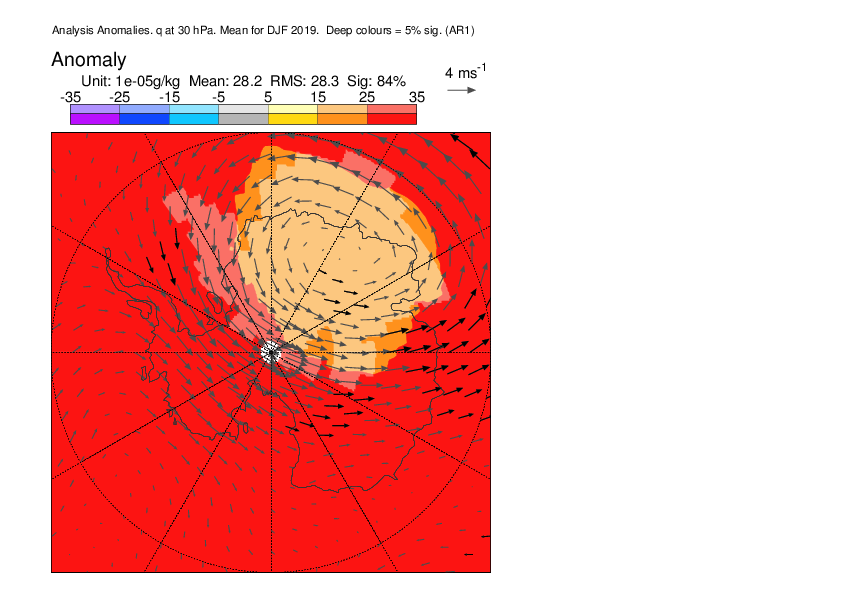 Analysis Anomalies. q at 30 hPa. Mean for DJF 2019. Deep colours = 5% sig. (AR1)
Anomaly
4 ms-1
Unit: 1e-05g/kg Mean: 28.2 RMS: 28.3 Sig: 84%
-35 -25 -15 -5 5 15 25 35